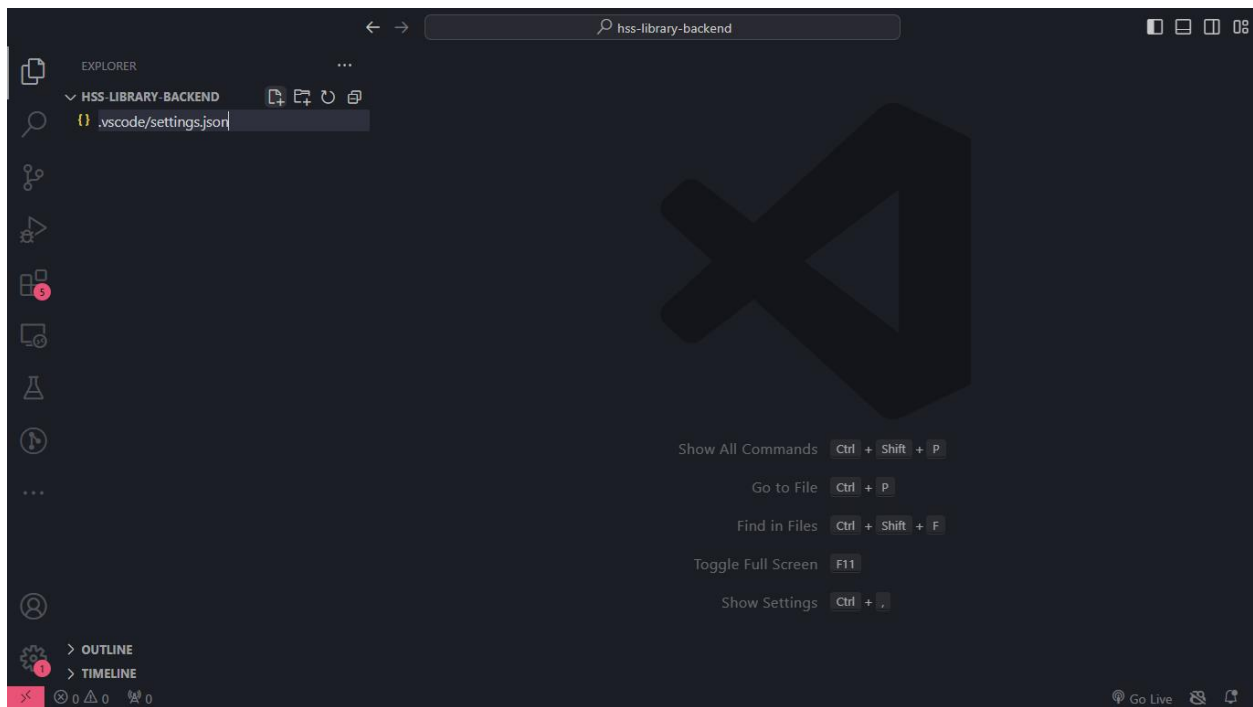 hss-library-backend
EXPLORER
HSS-LIBRARY-BACKEND
{} .vscode/settings.json
5
Show All Commands Ctrl + Shift + P
Go to File Ctrl + P
Find in Files Ctrl + Shift + F
Toggle Full Screen F11
Show Settings Ctrl + ,
OUTLINE
1
TIMELINE
0 0 0
Go Live